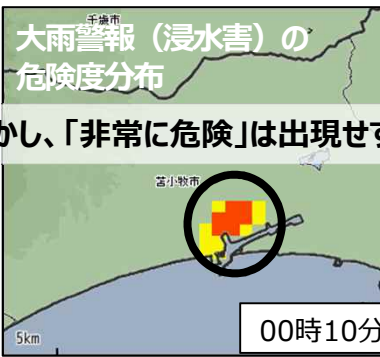 千歳市
大雨警報（浸水害）の
危険度分布
かし、「非常に危険」は出現せず
苫小牧市
5km
00時10分